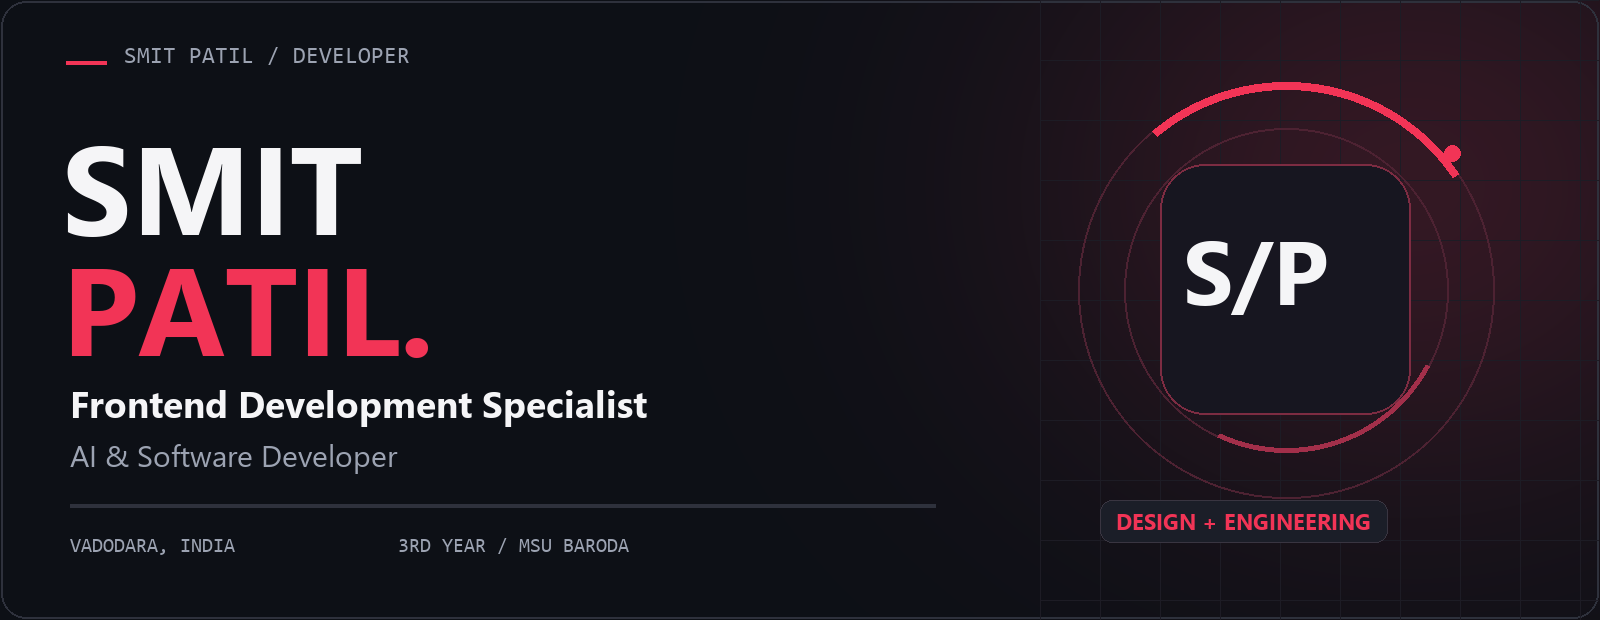 SMIT PATIL / DEVELOPER
SMIT
PATIL.
Frontend Development Specialist
AI & Software Developer
VADODARA, INDIA
3RD YEAR / MSU BARODA
S/P
DESIGN + ENGINEERING